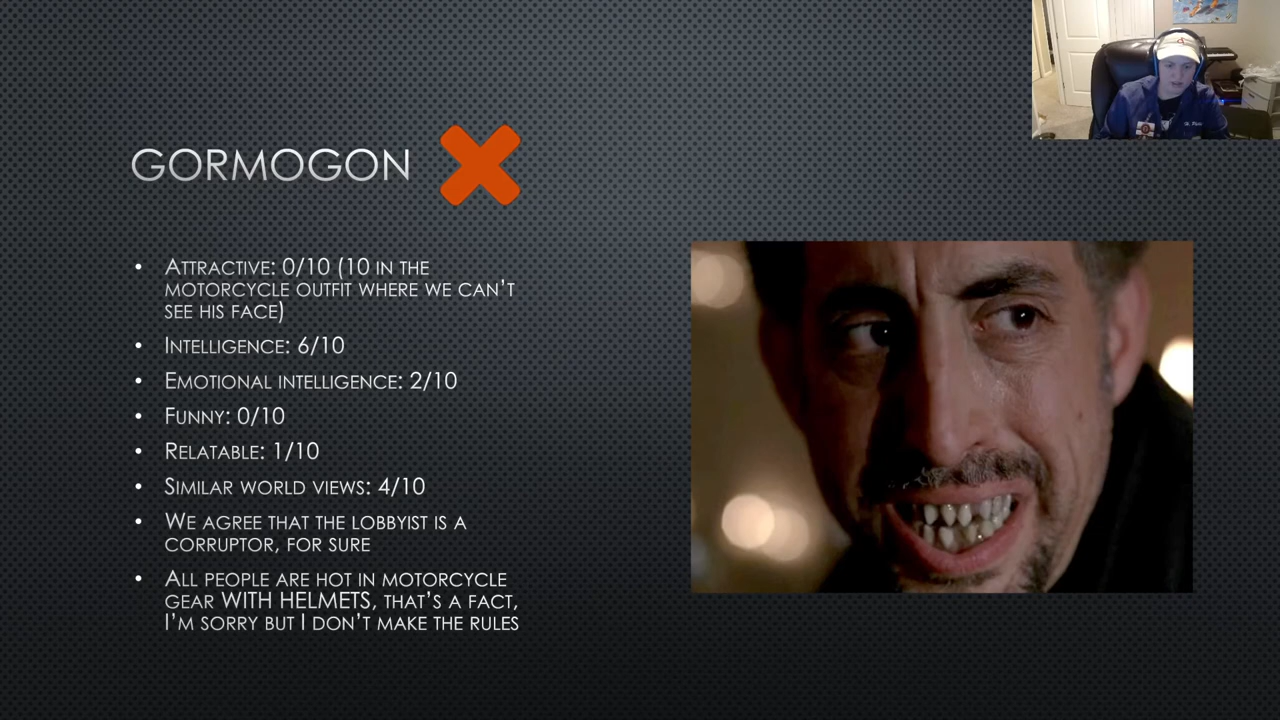 GORMOGON
• ATTRACTIVE: 0/10 (10 IN THE
MOTORCYCLE OUTFIT WHERE WE CAN'T
SEE HIS FACE)
• INTELLIGENCE: 6/10
• EMOTIONAL INTELLIGENCE: 2/10
• FUNNY: 0/10
• RELATABLE: 1/10
• SIMILAR WORLD VIEWS: 4/10
• WE AGREE THAT THE LOBBYIST IS A
CORRUPTOR, FOR SURE
• ALL PEOPLE ARE HOT IN MOTORCYCLE
GEAR WITH HELMETS, THAT'S A FACT,
I'M SORRY BUT I DON'T MAKE THE RULES